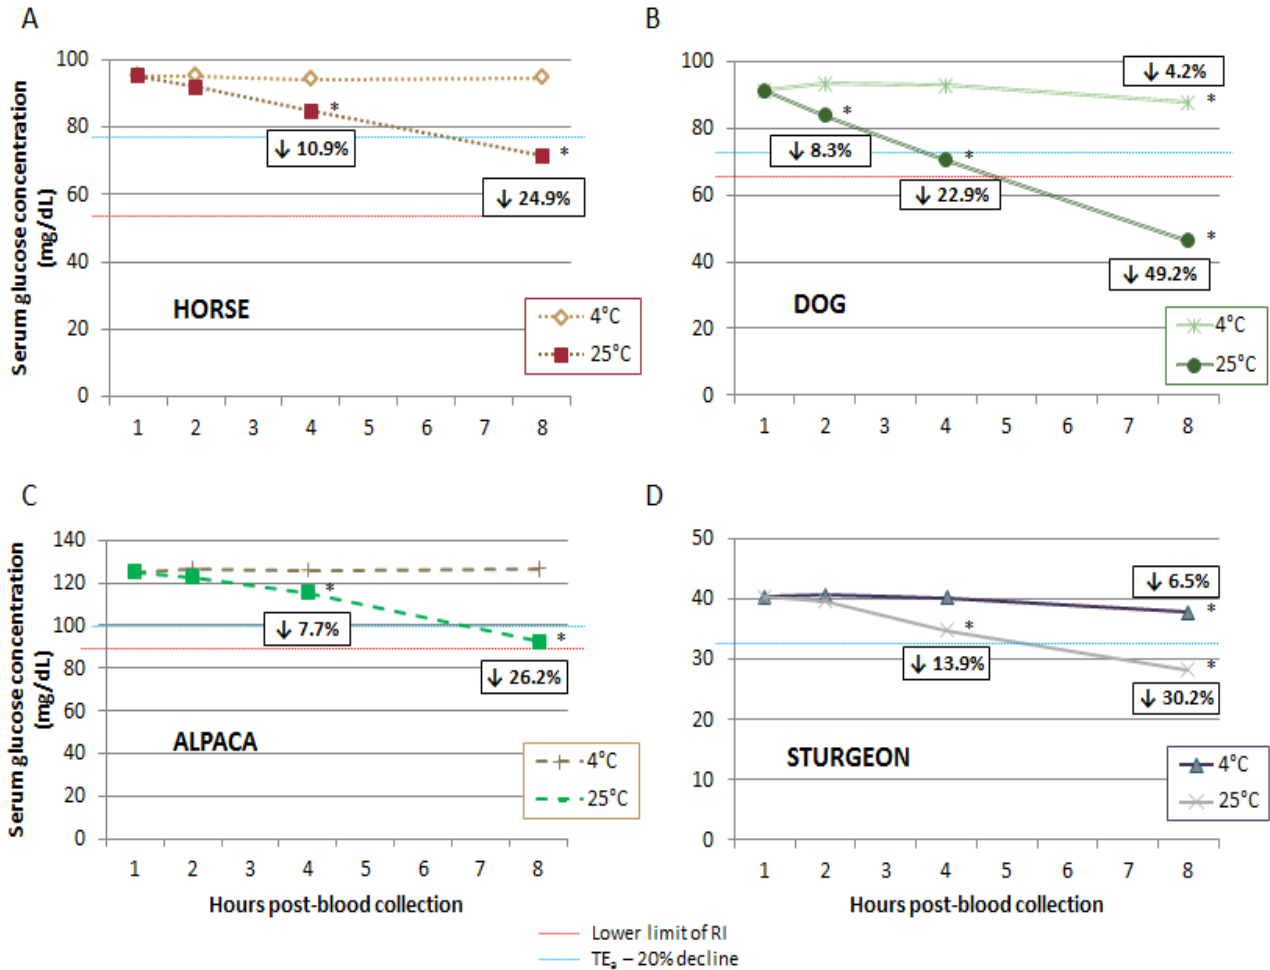 A
Serum glucose concentration
(mg/dL)
100
80
60
40
20
0
* 
↓ 10.9%
*
↓ 24.9%
HORSE
4°C
25°C
1 2 3 4 5 6 7 8
B
100
80
60
40
20
0
↓ 4.2%
*
*
↓ 8.3%
*
↓ 22.9%
*
↓ 49.2%
DOG
4°C
25°C
1 2 3 4 5 6 7 8
C
Serum glucose concentration
(mg/dL)
140
120
100
80
60
40
20
0
*
↓ 7.7%
*
↓ 26.2%
ALPACA
4°C
25°C
1 2 3 4 5 6 7 8
Hours post-blood collection
D
50
40
30
20
10
0
↓ 6.5%
*
*
↓ 13.9%
*
↓ 30.2%
STURGEON
4°C
25°C
1 2 3 4 5 6 7 8
Hours post-blood collection
Lower limit of RI
TEₐ – 20% decline